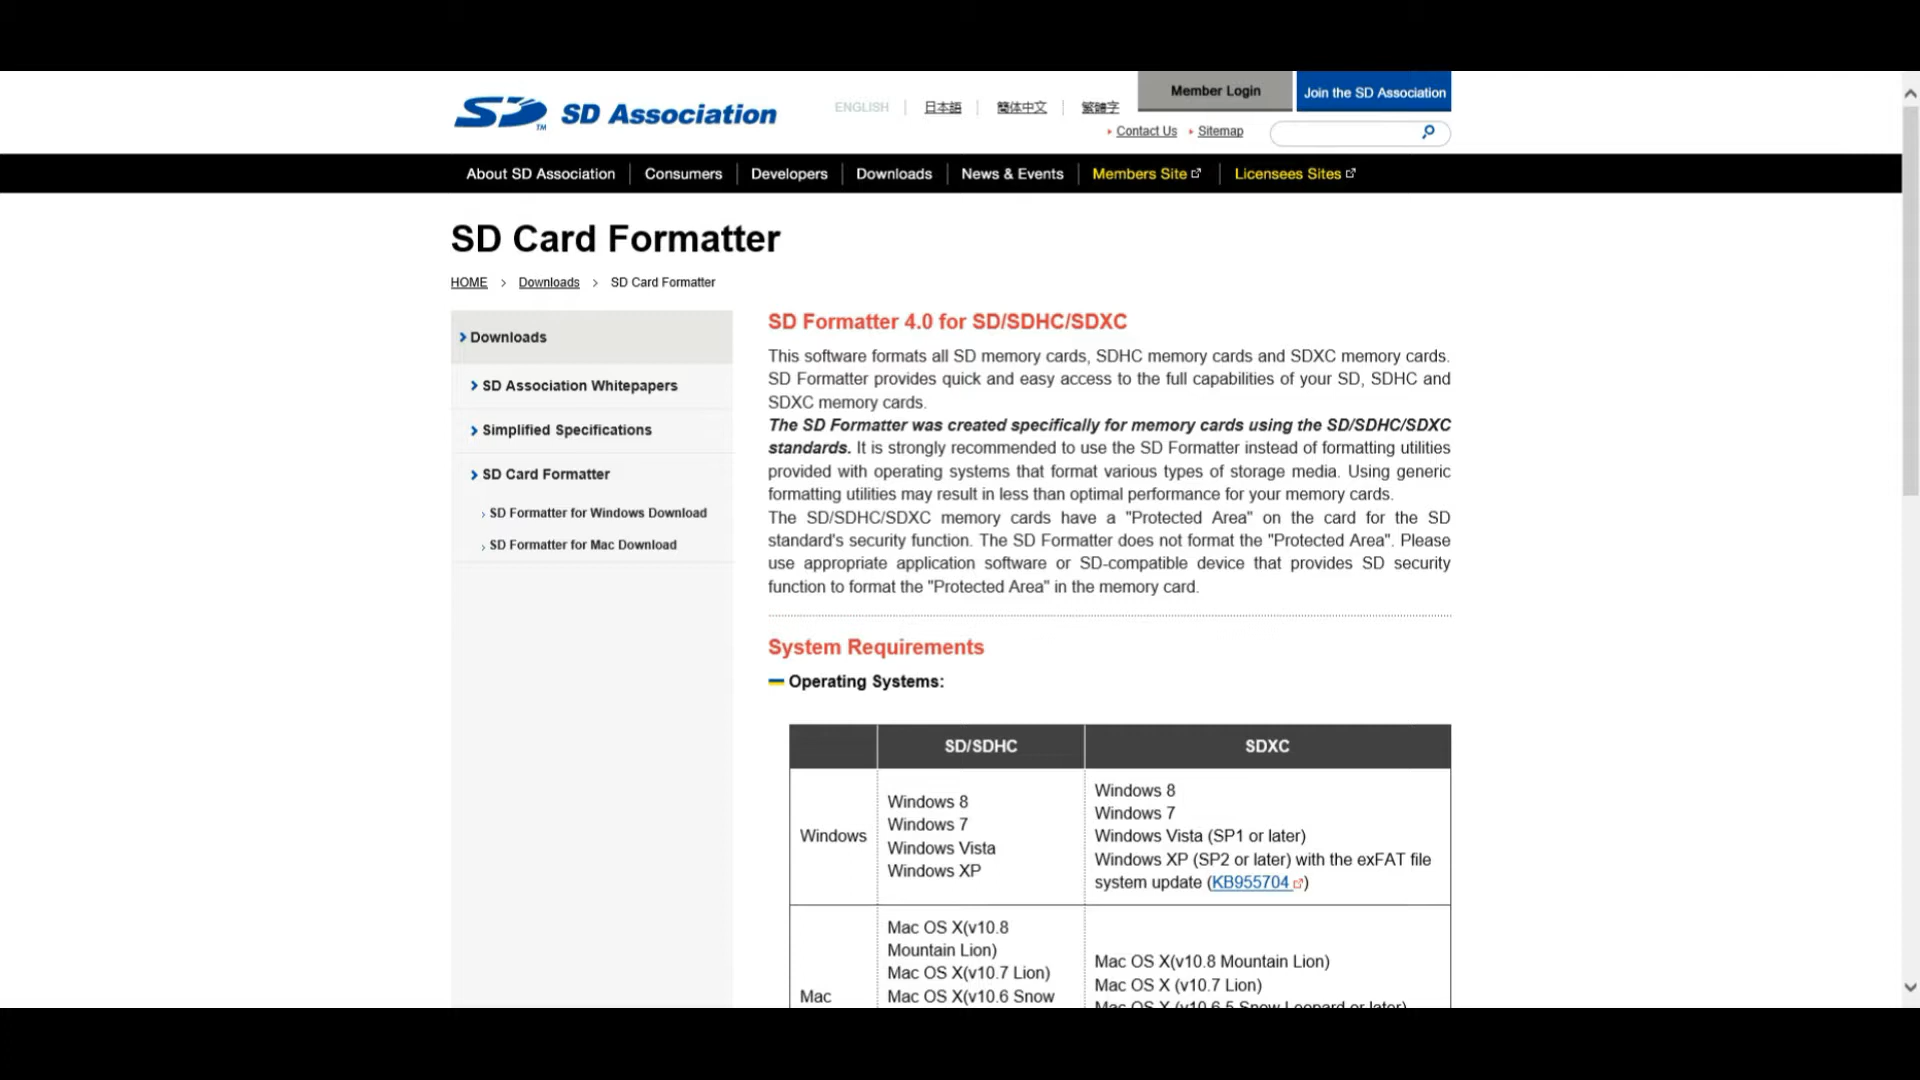 Member Login
Join the SD Association
SD Association
ENGLISH
日本語
簡体中文
繁體字
Contact Us
Sitemap
About SD Association
Consumers
Developers
Downloads
News & Events
Members Site
Licensees Sites
SD Card Formatter
HOME > Downloads > SD Card Formatter
Downloads
SD Association Whitepapers
Simplified Specifications
SD Card Formatter
SD Formatter for Windows Download
SD Formatter for Mac Download
SD Formatter 4.0 for SD/SDHC/SDXC
This software formats all SD memory cards, SDHC memory cards and SDXC memory cards.
SD Formatter provides quick and easy access to the full capabilities of your SD, SDHC and
SDXC memory cards.
The SD Formatter was created specifically for memory cards using the SD/SDHC/SDXC
standards. It is strongly recommended to use the SD Formatter instead of formatting utilities
provided with operating systems that format various types of storage media. Using generic
formatting utilities may result in less than optimal performance for your memory cards.
The SD/SDHC/SDXC memory cards have a "Protected Area" on the card for the SD
standard's security function. The SD Formatter does not format the "Protected Area". Please
use appropriate application software or SD-compatible device that provides SD security
function to format the "Protected Area" in the memory card.
System Requirements
Operating Systems:
SD/SDHC
SDXC
Windows
Windows 8
Windows 7
Windows Vista
Windows XP
Windows 8
Windows 7
Windows Vista (SP1 or later)
Windows XP (SP2 or later) with the exFAT file
system update (KB955704)
Mac
Mac OS X(v10.8
Mountain Lion)
Mac OS X(v10.7 Lion)
Mac OS X(v10.6 Snow
Mac OS X(v10.8 Mountain Lion)
Mac OS X (v10.7 Lion)
Mac OS X (v10.6.5 Snow Leopard or later)